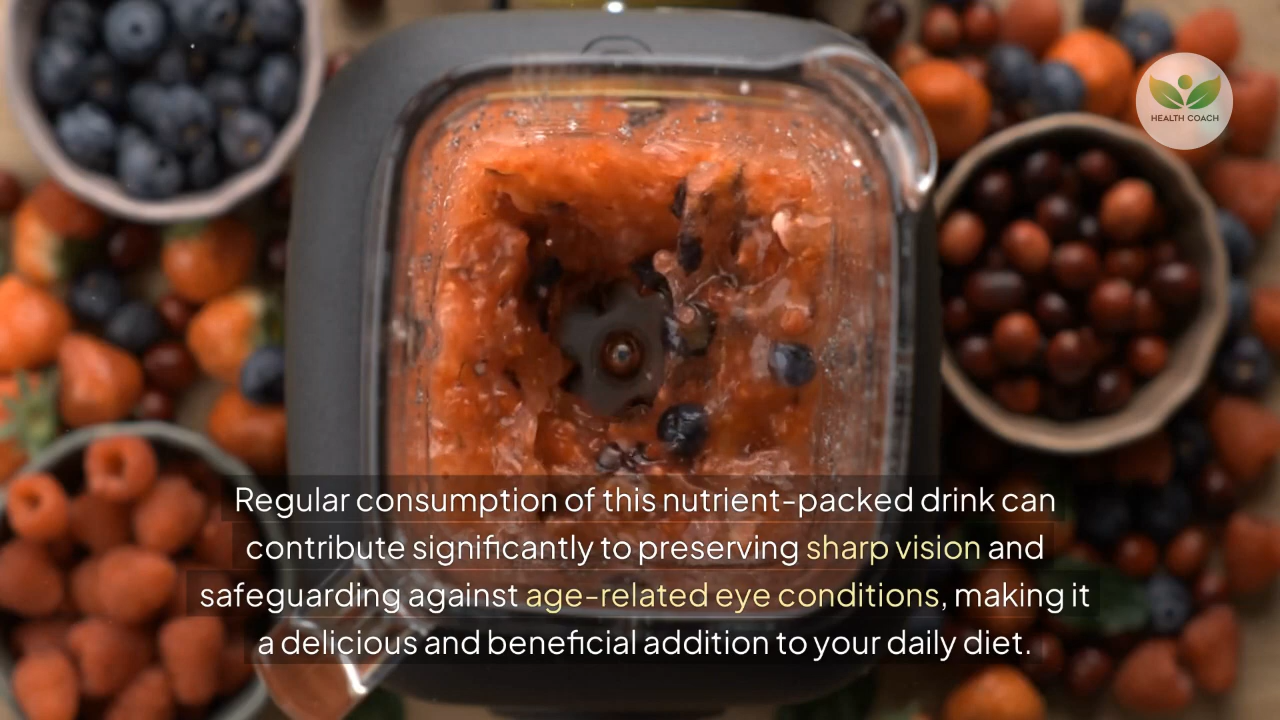 HEALTH COACH
Regular consumption of this nutrient-packed drink can
contribute significantly to preserving sharp vision and
safeguarding against age-related eye conditions, making it
a delicious and beneficial addition to your daily diet.